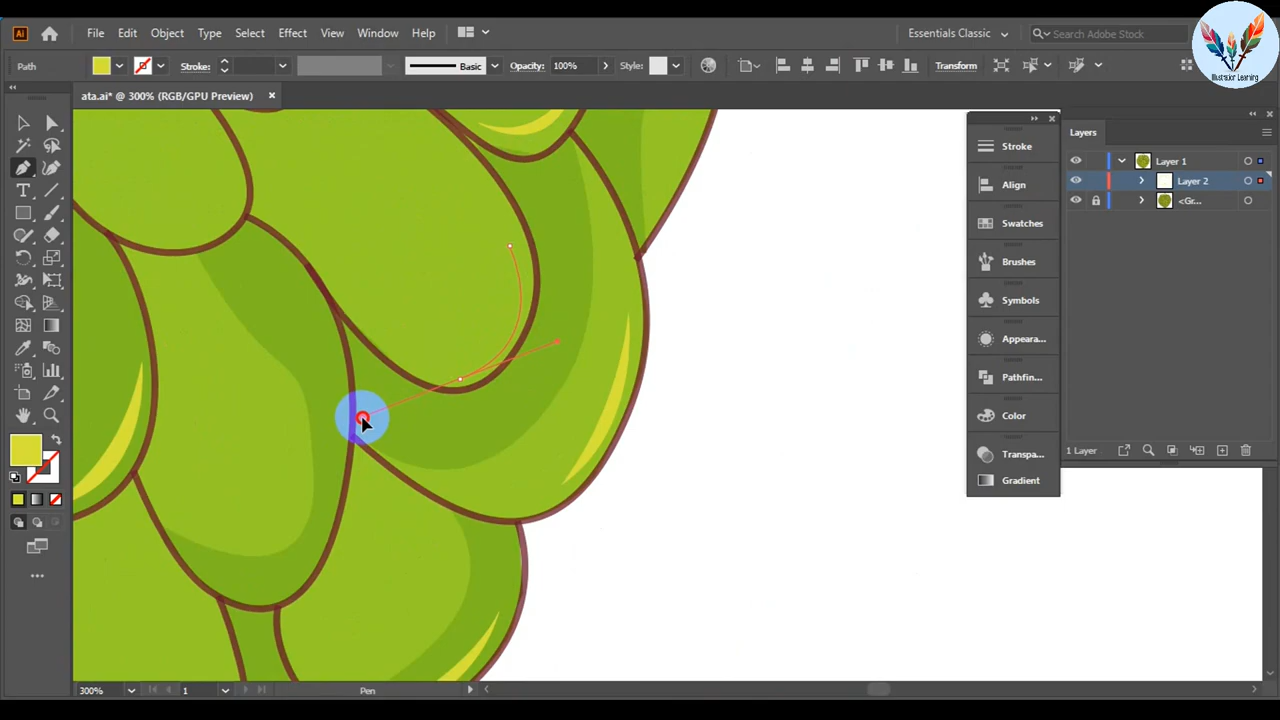 Ai File Edit Object Type Select Effect View Window Help Essentials Classic Search Adobe Stock
Illustrator Learning
Path Stroke: Basic Opacity: 100% Style: Transform
ata.ai* @ 300% (RGB/GPU Preview)
Stroke
Align
Swatches
Brushes
Symbols
Appeara...
Pathfin...
Color
Transpa...
Gradient
Layers
Layer 1
Layer 2
<Gr...
1 Layer
300% 1 Pen